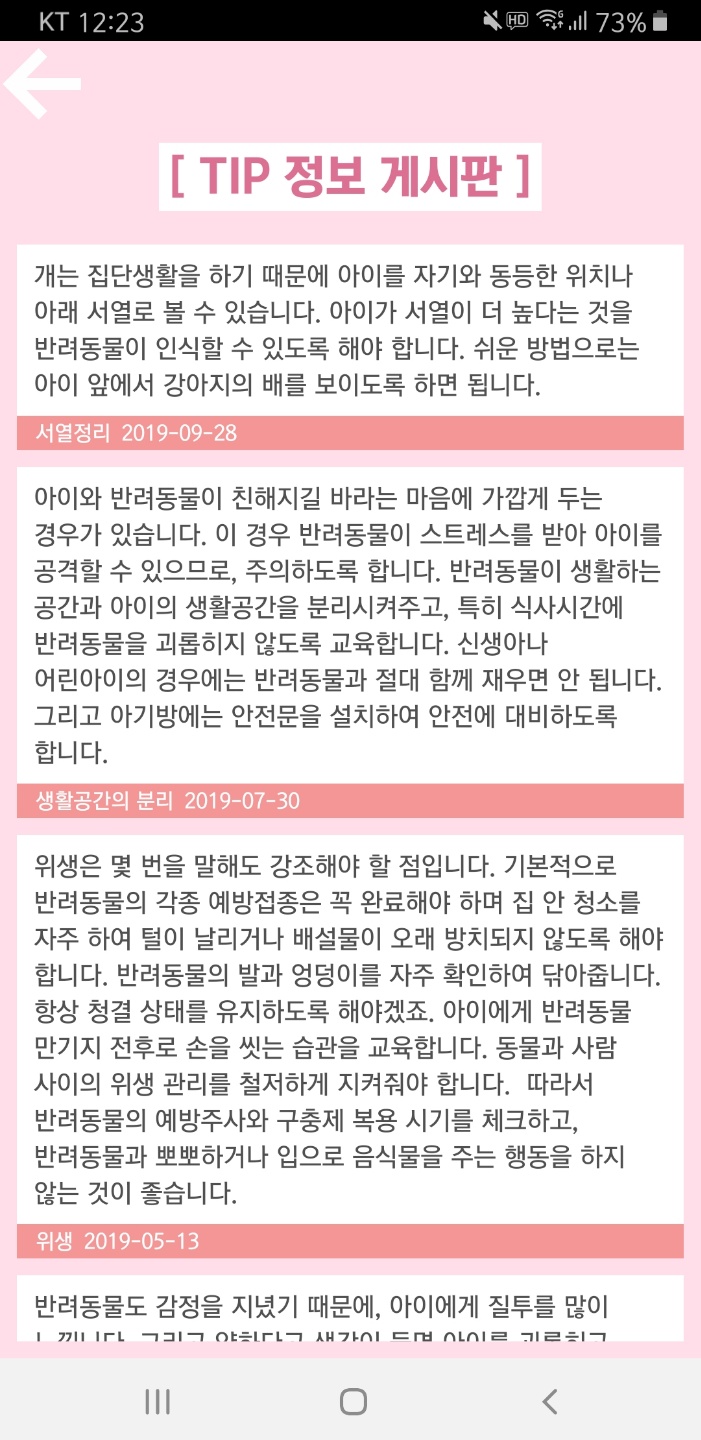 KT 12:23
HD 73%
[ TIP 정보 게시판 ]
개는 집단생활을 하기 때문에 아이를 자기와 동등한 위치나
아래 서열로 볼 수 있습니다. 아이가 서열이 더 높다는 것을
반려동물이 인식할 수 있도록 해야 합니다. 쉬운 방법으로는
아이 앞에서 강아지의 배를 보이도록 하면 됩니다.
서열정리 2019-09-28
아이와 반려동물이 친해지길 바라는 마음에 가깝게 두는
경우가 있습니다. 이 경우 반려동물이 스트레스를 받아 아이를
공격할 수 있으므로, 주의하도록 합니다. 반려동물이 생활하는
공간과 아이의 생활공간을 분리시켜주고, 특히 식사시간에
반려동물을 괴롭히지 않도록 교육합니다. 신생아나
어린아이의 경우에는 반려동물과 절대 함께 재우면 안 됩니다.
그리고 아기방에는 안전문을 설치하여 안전에 대비하도록
합니다.
생활공간의 분리 2019-07-30
위생은 몇 번을 말해도 강조해야 할 점입니다. 기본적으로
반려동물의 각종 예방접종은 꼭 완료해야 하며 집 안 청소를
자주 하여 털이 날리거나 배설물이 오래 방치되지 않도록 해야
합니다. 반려동물의 발과 엉덩이를 자주 확인하여 닦아줍니다.
항상 청결 상태를 유지하도록 해야겠죠. 아이에게 반려동물
만기지 전후로 손을 씻는 습관을 교육합니다. 동물과 사람
사이의 위생 관리를 철저하게 지켜줘야 합니다.  따라서
반려동물의 예방주사와 구충제 복용 시기를 체크하고,
반려동물과 뽀뽀하거나 입으로 음식물을 주는 행동을 하지
않는 것이 좋습니다.
위생 2019-05-13
반려동물도 감정을 지녔기 때문에, 아이에게 질투를 많이